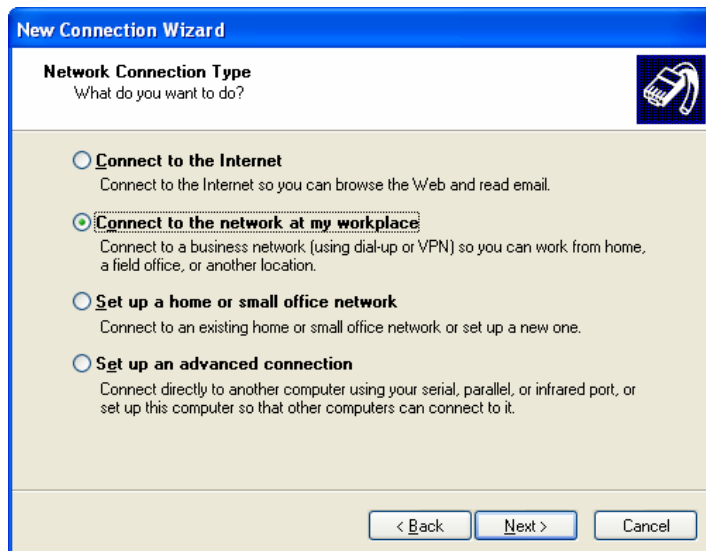 New Connection Wizard
Network Connection Type
What do you want to do?
Connect to the Internet
Connect to the Internet so you can browse the Web and read email.
Connect to the network at my workplace
Connect to a business network (using dial-up or VPN) so you can work from home,
a field office, or another location.
Set up a home or small office network
Connect to an existing home or small office network or set up a new one.
Set up an advanced connection
Connect directly to another computer using your serial, parallel, or infrared port, or
set up this computer so that other computers can connect to it.
< Back Next > Cancel